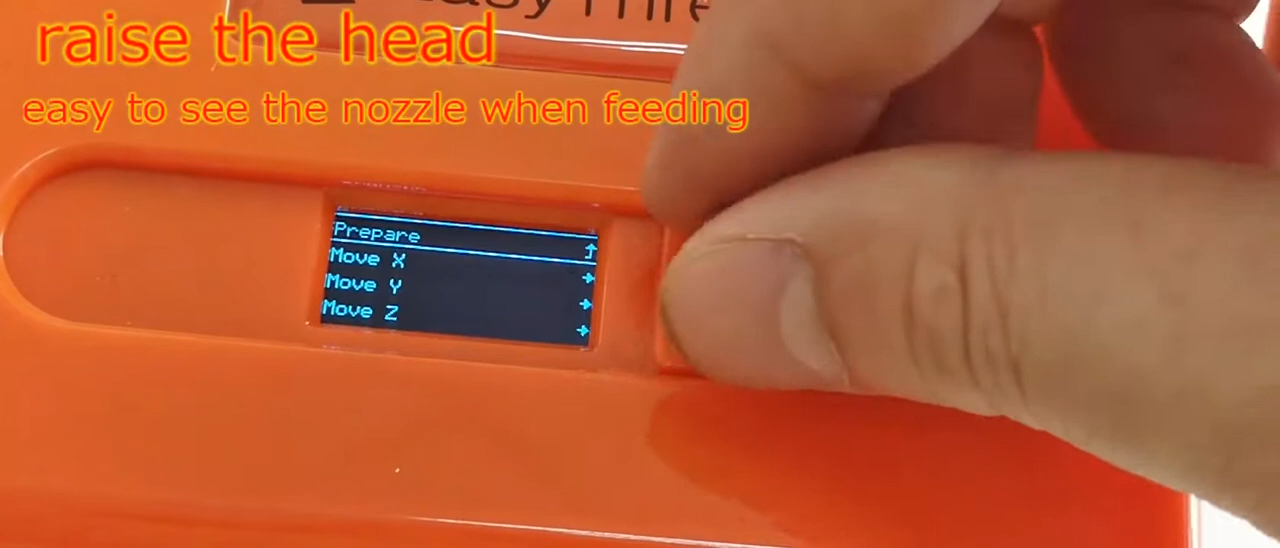 raise the head
easy to see the nozzle when feeding
Prepare
Move X
Move Y
Move Z